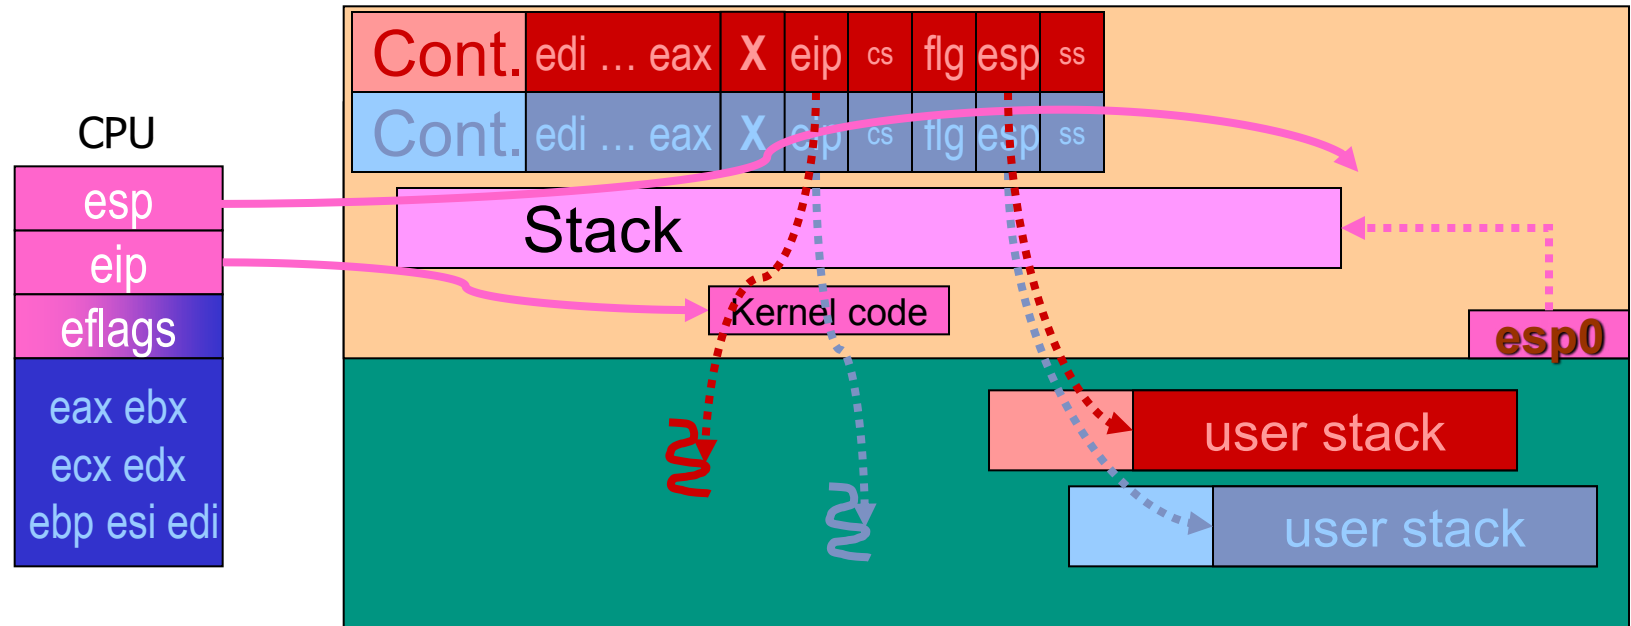 Cont. edi ... eax X eip cs flg esp ss
Cont. edi ... eax X eip cs flg esp ss
CPU
esp
Stack
eip
Kernel code
eflags
esp0
eax ebx
ecx edx
ebp esi edi
user stack
user stack